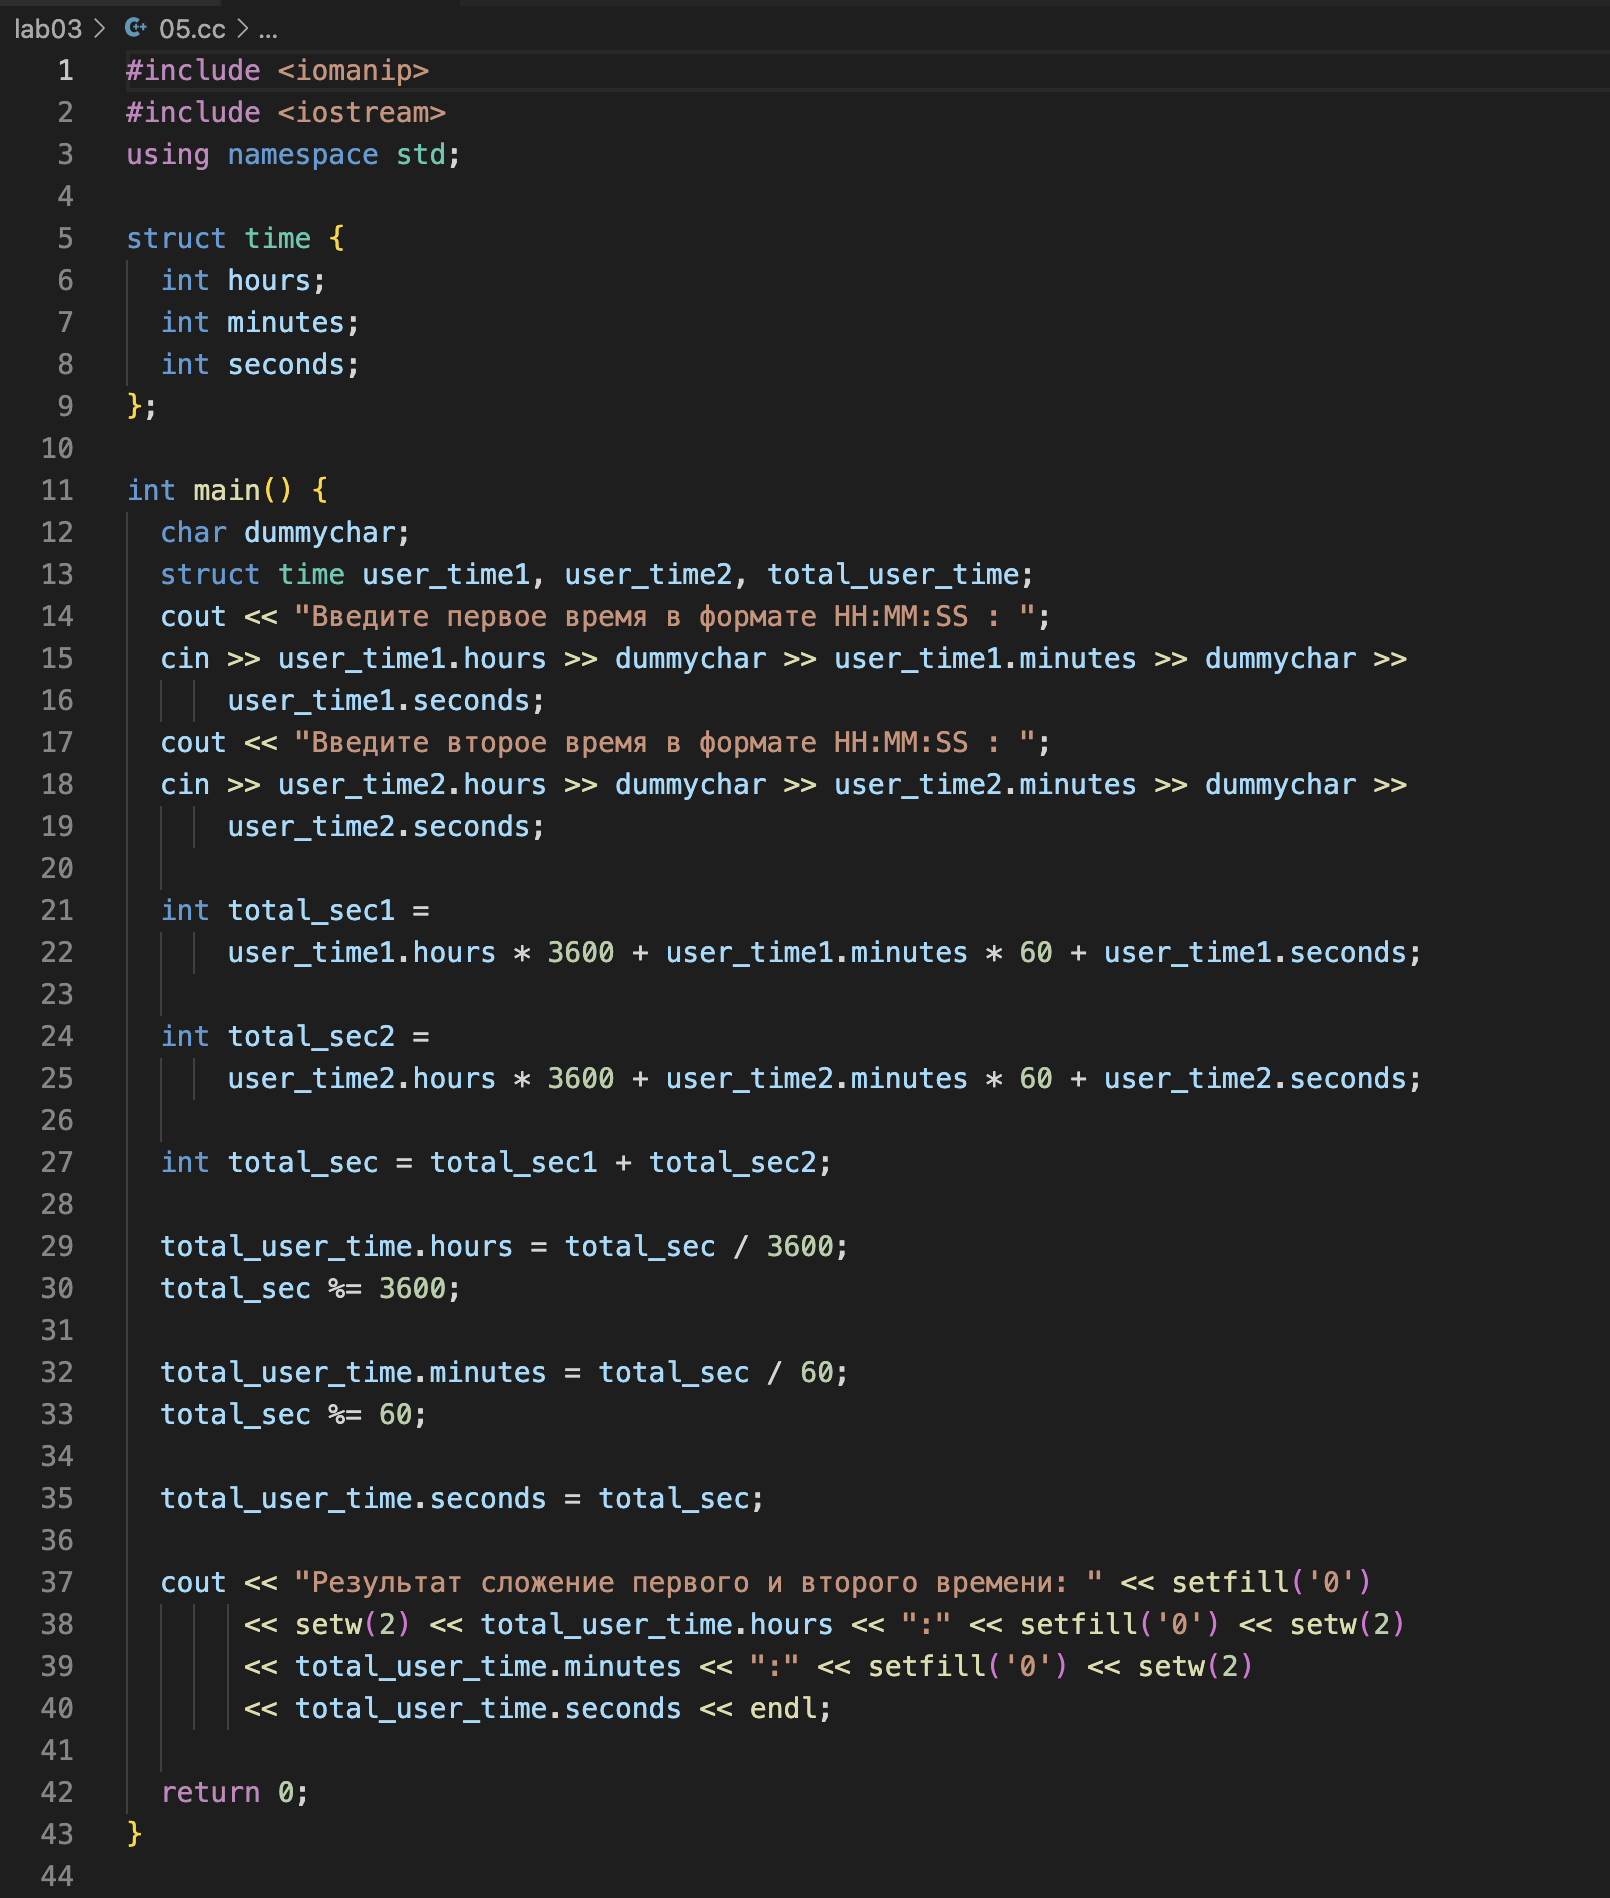 lab03 > C++ 05.cc > ...
1 #include <iomanip>
2 #include <iostream>
3 using namespace std;
4
5 struct time {
6   int hours;
7   int minutes;
8   int seconds;
9 };
10
11 int main() {
12   char dummychar;
13   struct time user_time1, user_time2, total_user_time;
14   cout << "Введите первое время в формате HH:MM:SS : ";
15   cin >> user_time1.hours >> dummychar >> user_time1.minutes >> dummychar >>
16       user_time1.seconds;
17   cout << "Введите второе время в формате HH:MM:SS : ";
18   cin >> user_time2.hours >> dummychar >> user_time2.minutes >> dummychar >>
19       user_time2.seconds;
20
21   int total_sec1 =
22       user_time1.hours * 3600 + user_time1.minutes * 60 + user_time1.seconds;
23
24   int total_sec2 =
25       user_time2.hours * 3600 + user_time2.minutes * 60 + user_time2.seconds;
26
27   int total_sec = total_sec1 + total_sec2;
28
29   total_user_time.hours = total_sec / 3600;
30   total_sec %= 3600;
31
32   total_user_time.minutes = total_sec / 60;
33   total_sec %= 60;
34
35   total_user_time.seconds = total_sec;
36
37   cout << "Результат сложение первого и второго времени: " << setfill('0')
38        << setw(2) << total_user_time.hours << ":" << setfill('0') << setw(2)
39        << total_user_time.minutes << ":" << setfill('0') << setw(2)
40        << total_user_time.seconds << endl;
41
42   return 0;
43 }
44